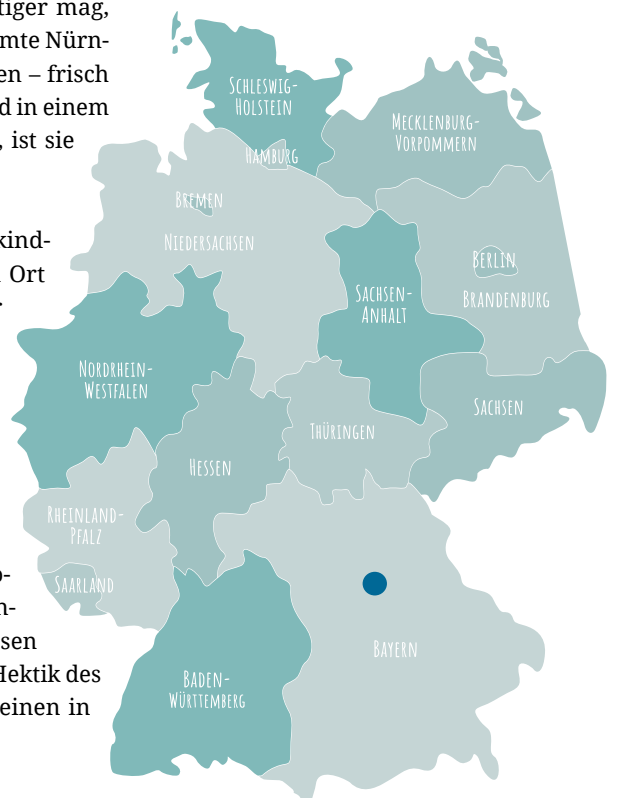 tiger mag,
mte Nürn-
en – frisch
d in einem
, ist sie
kind-
Ort
o-
n-
sen
Hektik des
einen in
SCHLESWIG-
HOLSTEIN
MECKLENBURG-
VORPOMMERN
HAMBURG
BREMEN
NIEDERSACHSEN
BERLIN
BRANDENBURG
SACHSEN-
ANHALT
NORDRHEIN-
WESTFALEN
SACHSEN
THÜRINGEN
HESSEN
RHEINLAND-
PFALZ
SAARLAND
BAYERN
BADEN-
WÜRTTEMBERG